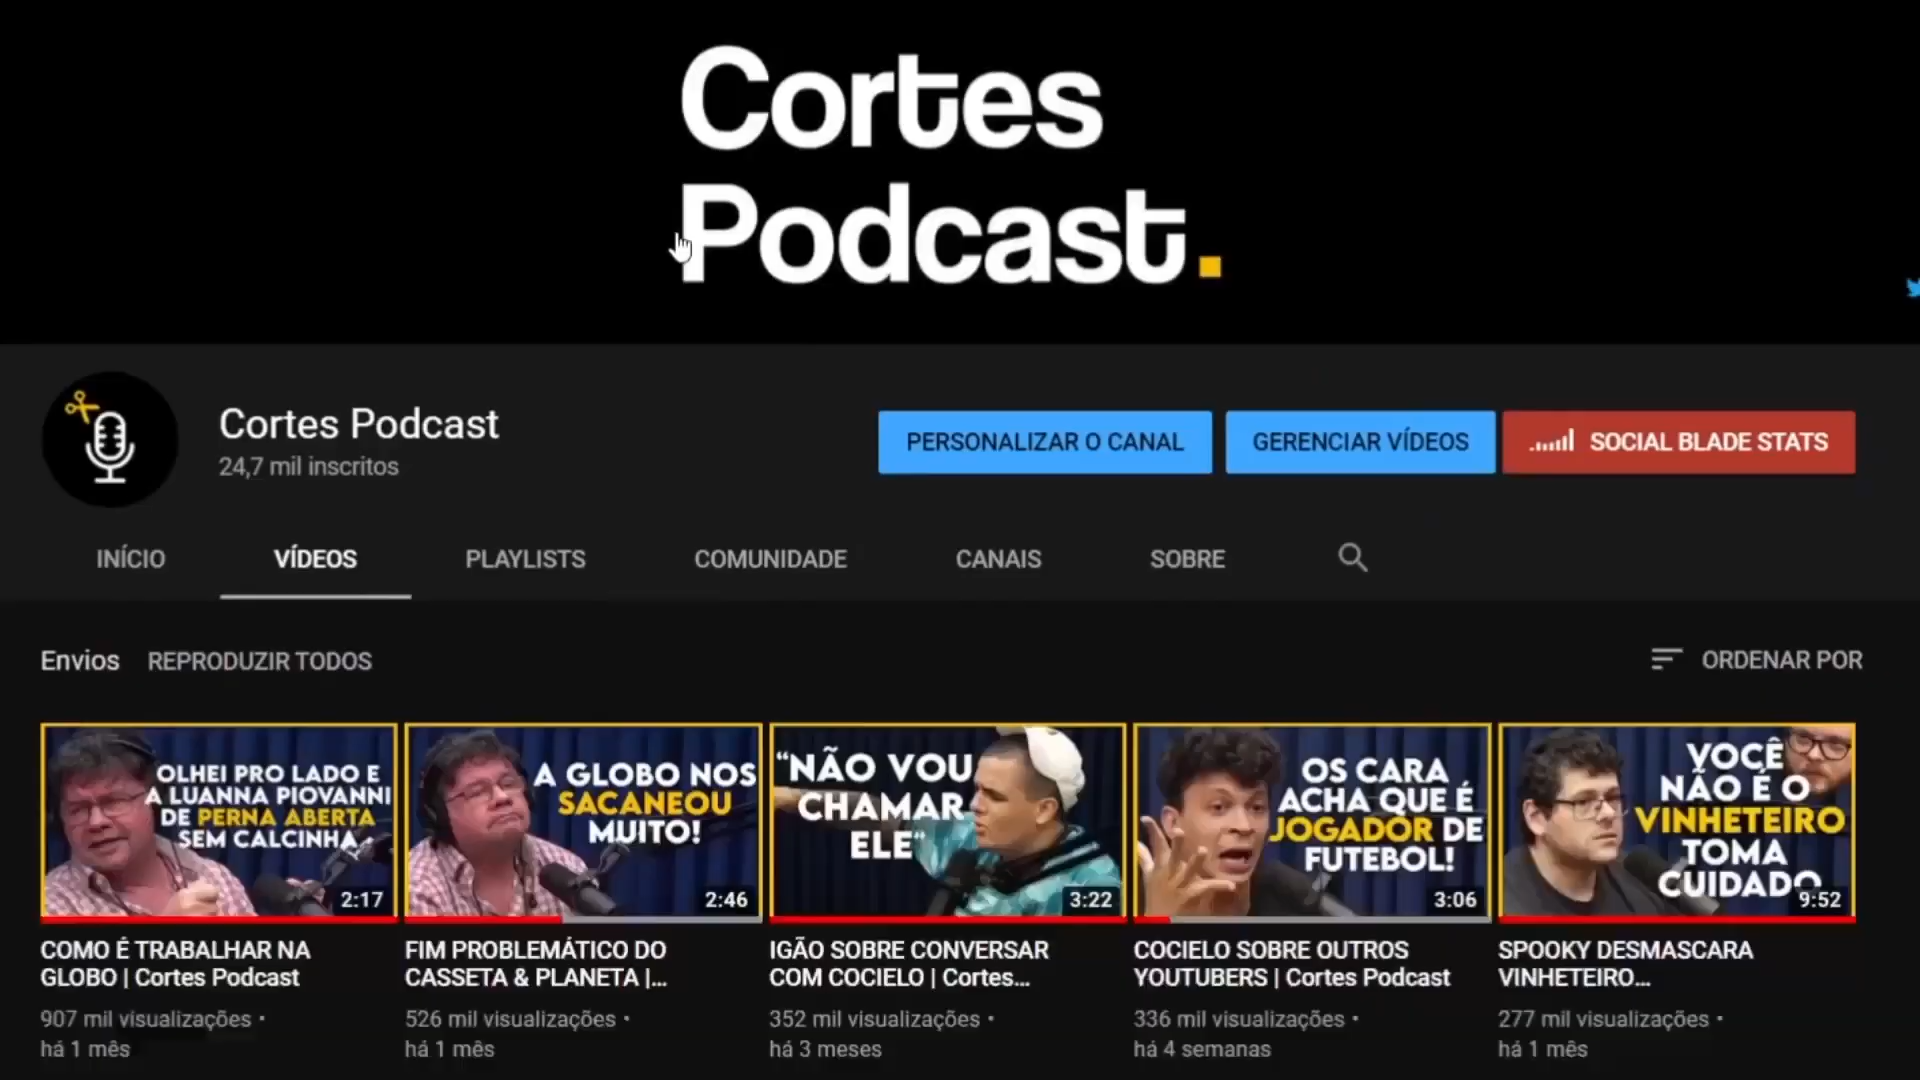 Cortes
Podcast.
Cortes Podcast
24,7 mil inscritos
PERSONALIZAR O CANAL
GERENCIAR VÍDEOS
SOCIAL BLADE STATS
INÍCIO
VÍDEOS
PLAYLISTS
COMUNIDADE
CANAIS
SOBRE
Envios
REPRODUZIR TODOS
ORDENAR POR
OLHEI PRO LADO E
A LUANNA PIOVANNI
DE PERNA ABERTA
SEM CALCINHA
2:17
COMO É TRABALHAR NA
GLOBO | Cortes Podcast
907 mil visualizações •
há 1 mês
A GLOBO NOS
SACANEOU
MUITO!
2:46
FIM PROBLEMÁTICO DO
CASSETA & PLANETA |...
526 mil visualizações •
há 1 mês
“NÃO VOU
CHAMAR
ELE”
3:22
IGÃO SOBRE CONVERSAR
COM COCIELO | Cortes...
352 mil visualizações •
há 3 meses
OS CARA
ACHA QUE É
JOGADOR DE
FUTEBOL!
3:06
COCIELO SOBRE OUTROS
YOUTUBERS | Cortes Podcast
336 mil visualizações •
há 4 semanas
VOCÊ
NÃO É O
VINHETEIRO
TOMA
CUIDADO
9:52
SPOOKY DESMASCARA
VINHETEIRO...
277 mil visualizações •
há 1 mês